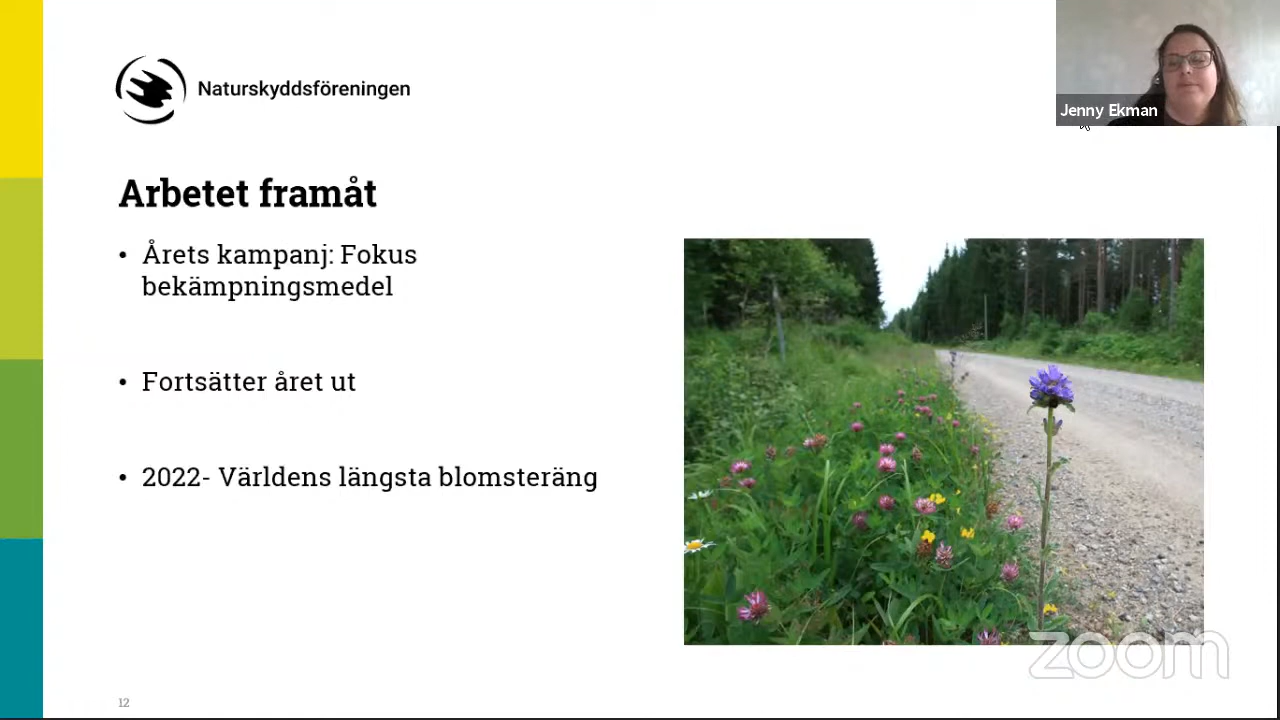 Naturskyddsföreningen
Jenny Ekman
Arbetet framåt
• Årets kampanj: Fokus
bekämpningsmedel
• Fortsätter året ut
• 2022- Världens längsta blomsteräng
zoom
12